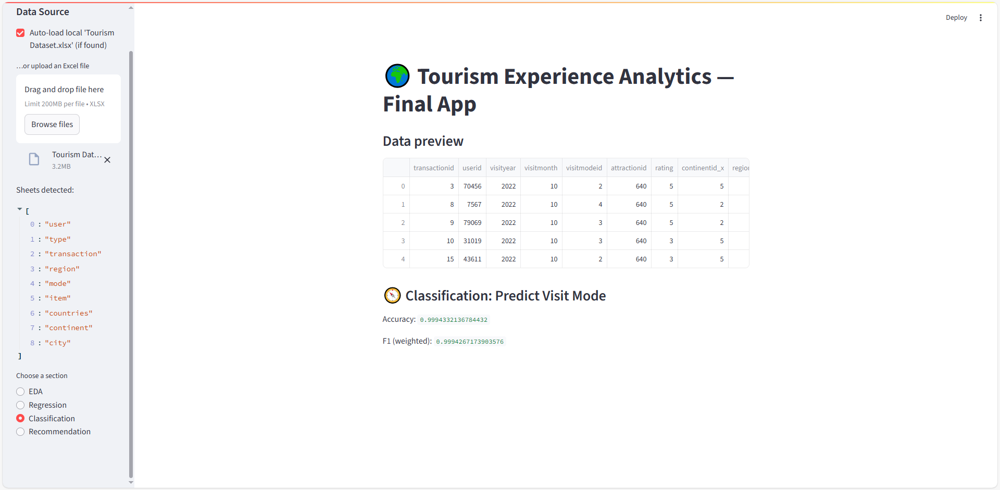 Data Source
Auto-load local 'Tourism
Dataset.xlsx' (if found)
...or upload an Excel file
Drag and drop file here
Limit 200MB per file • XLSX
Browse files
Tourism Dat...
3.2MB
Sheets detected:
[
0 : "user"
1 : "type"
2 : "transaction"
3 : "region"
4 : "mode"
5 : "item"
6 : "countries"
7 : "continent"
8 : "city"
]
Choose a section
EDA
Regression
Classification
Recommendation
Deploy
Tourism Experience Analytics —
Final App
Data preview
transactionid userid visityear visitmonth visitmodeid attractionid rating continentid_x region
0 3 70456 2022 10 2 640 5 5
1 8 7567 2022 10 4 640 5 2
2 9 79069 2022 10 3 640 5 2
3 10 31019 2022 10 3 640 3 5
4 15 43611 2022 10 2 640 3 5
Classification: Predict Visit Mode
Accuracy: 0.9994332136784432
F1 (weighted): 0.9994267173903576